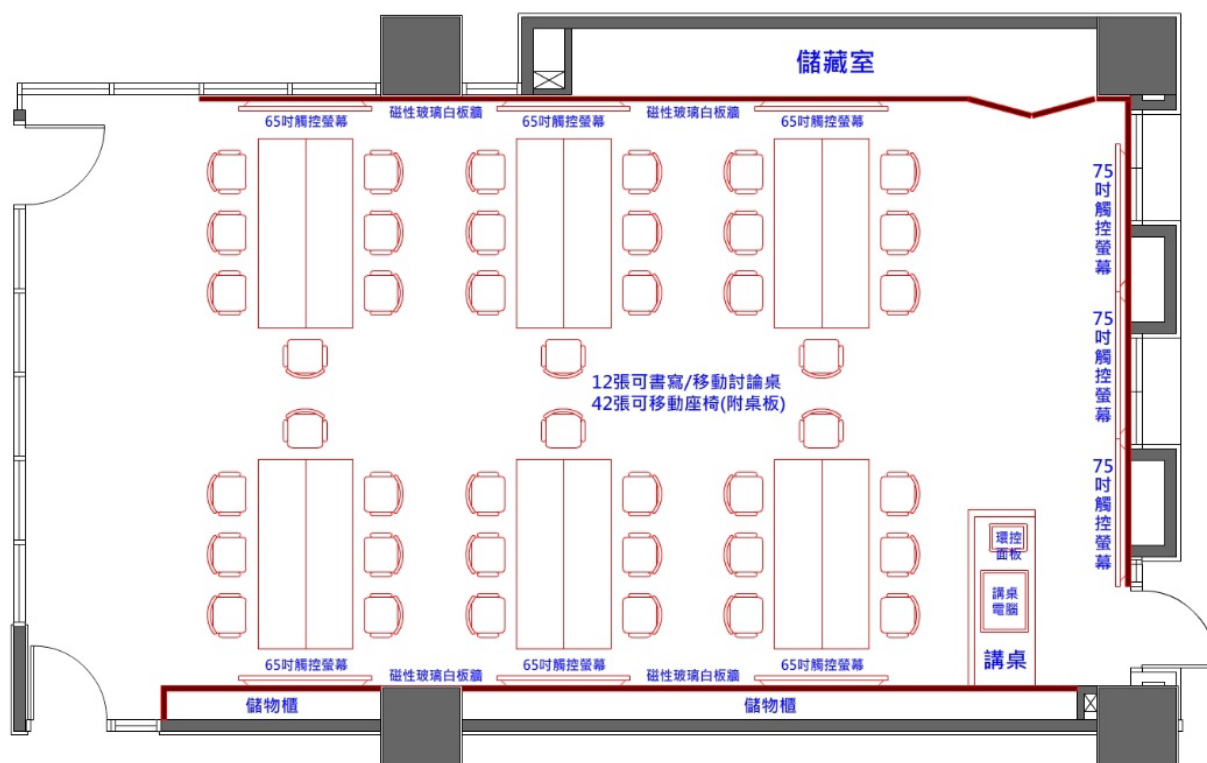 儲藏室
磁性玻璃白板牆
磁性玻璃白板牆
65吋觸控螢幕
65吋觸控螢幕
65吋觸控螢幕
75吋觸控螢幕
75吋觸控螢幕
75吋觸控螢幕
12張可書寫/移動討論桌
42張可移動座椅(附桌板)
環控
面板
講桌
電腦
講桌
65吋觸控螢幕
磁性玻璃白板牆
65吋觸控螢幕
磁性玻璃白板牆
65吋觸控螢幕
儲物櫃
儲物櫃